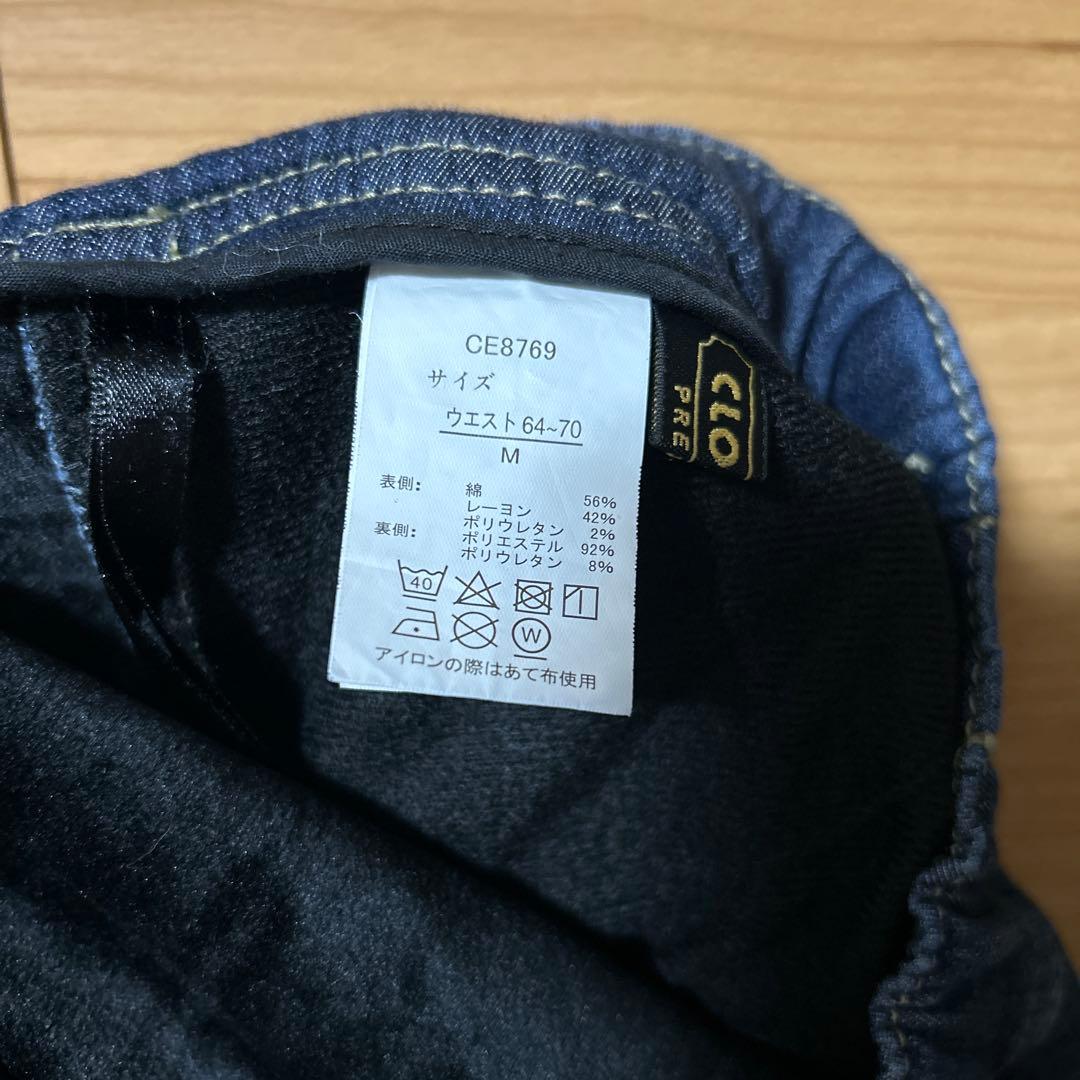 CE8769
サイズ
ウエスト 64~70
M
表側: 綿 56%
レーヨン 42%
ポリウレタン 2%
裏側: ポリエステル 92%
ポリウレタン 8%
40
W
アイロンの際はあて布使用
CLO
PRE